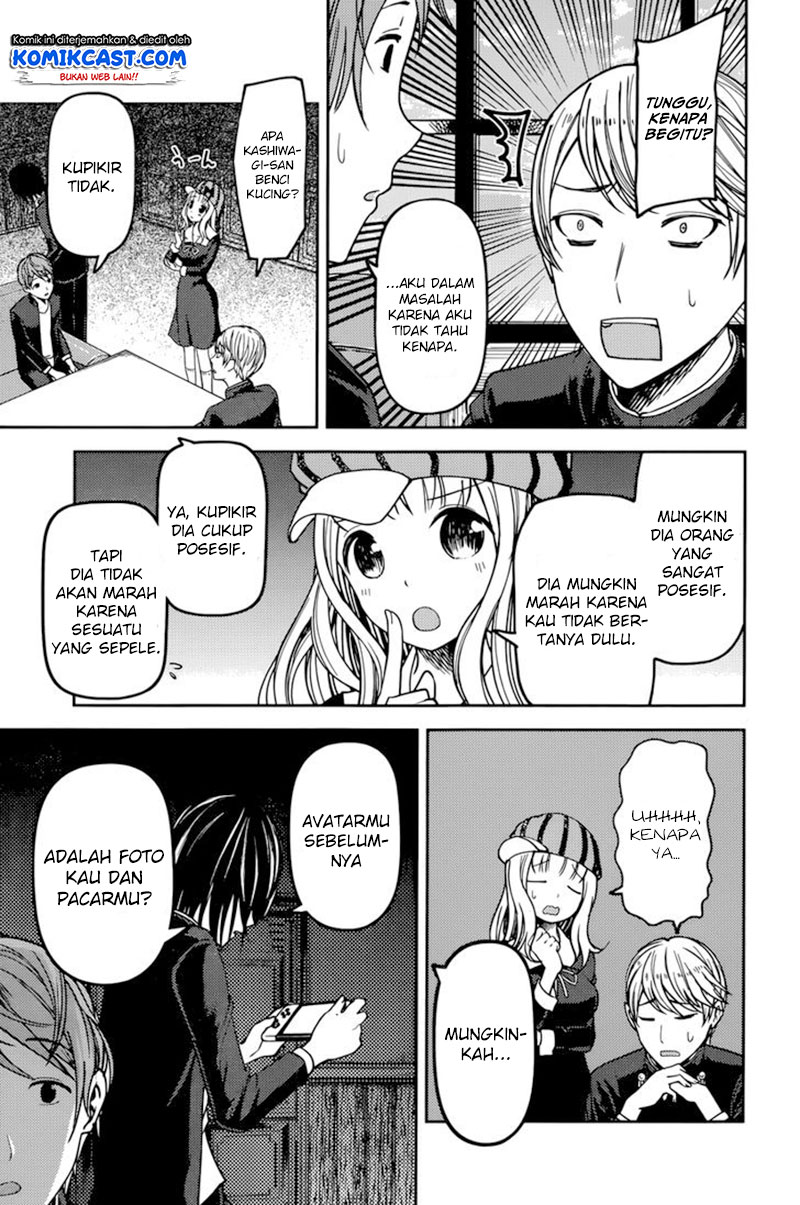 Komik ini diterjemahkan & diedit oleh
KOMIKCAST.COM
BUKAN WEB LAIN!!
TUNGGU,
KENAPA
BEGITU?
...AKU DALAM
MASALAH
KARENA AKU
TIDAK TAHU
KENAPA.
APA
KASHIWA-
GI-SAN
BENCI
KUCING?
うーん
KUPIKIR
TIDAK.
MUNGKIN
DIA ORANG
YANG
SANGAT
POSESIF.
DIA MUNGKIN
MARAH KARENA
KAU TIDAK BER-
TANYA DULU.
YA, KUPIKIR
DIA CUKUP
POSESIF.
TAPI
DIA TIDAK
AKAN MARAH
KARENA
SESUATU
YANG SEPELE.
UHHHH,
KENAPA
YA...
MUNGKIN-
KAH...
AVATARMU
SEBELUM-
NYA
ADALAH FOTO
KAU DAN
PACARMU?